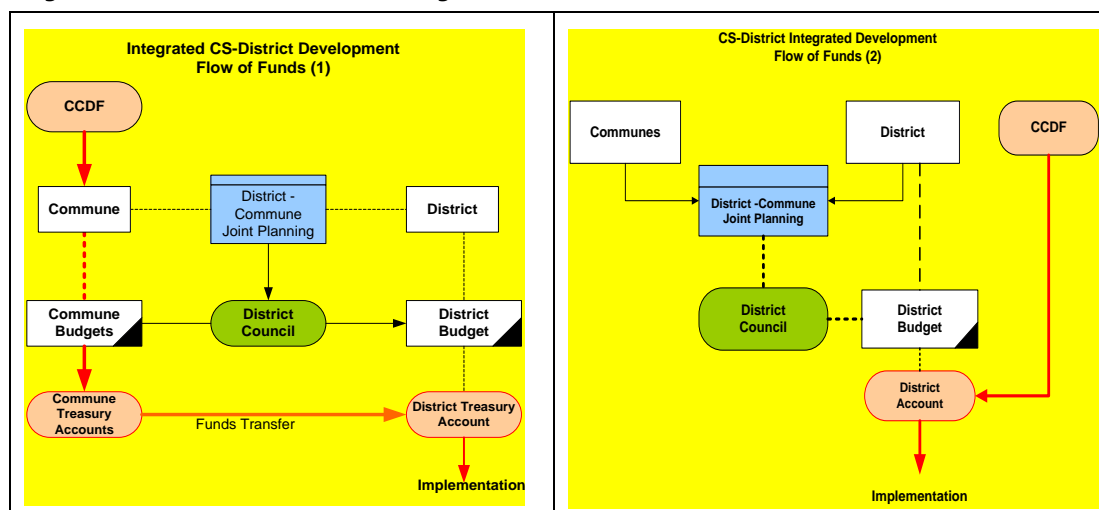 Integrated CS-District Development
Flow of Funds (1)
CCDF
Commune
District -
Commune
Joint Planning
District
Commune
Budgets
District
Council
District
Budget
Commune
Treasury
Accounts
Funds Transfer
District Treasury
Account
Implementation
CS-District Integrated Development
Flow of Funds (2)
Communes
District
CCDF
District -Commune
Joint Planning
District
Council
District
Budget
District
Account
Implementation